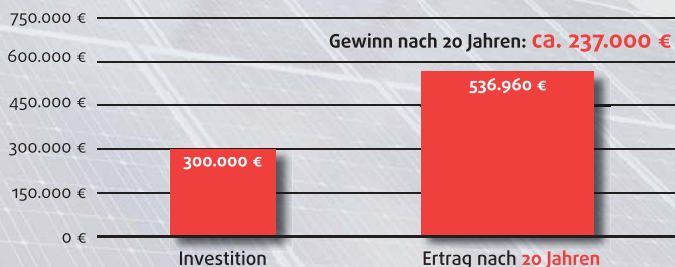 750.000 €
Gewinn nach 20 Jahren: ca. 237.000 €
600.000 €
536.960 €
450.000 €
300.000 €
300.000 €
150.000 €
0 €
Investition
Ertrag nach 20 Jahren